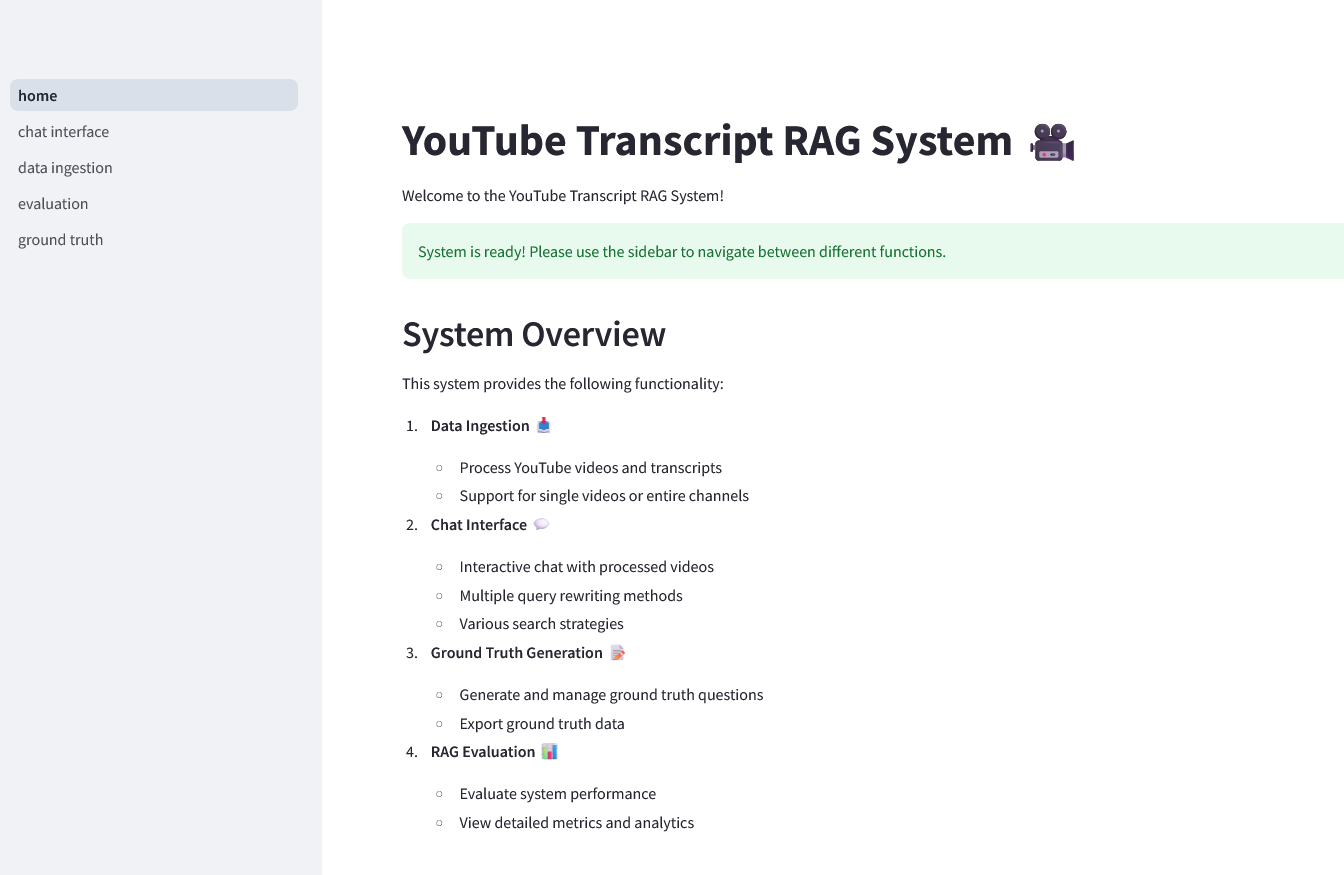 home
chat interface
data ingestion
evaluation
ground truth
YouTube Transcript RAG System 🎥
Welcome to the YouTube Transcript RAG System!
System is ready! Please use the sidebar to navigate between different functions.
System Overview
This system provides the following functionality:
1. Data Ingestion 📥
○ Process YouTube videos and transcripts
○ Support for single videos or entire channels
2. Chat Interface 💬
○ Interactive chat with processed videos
○ Multiple query rewriting methods
○ Various search strategies
3. Ground Truth Generation 📝
○ Generate and manage ground truth questions
○ Export ground truth data
4. RAG Evaluation 📊
○ Evaluate system performance
○ View detailed metrics and analytics